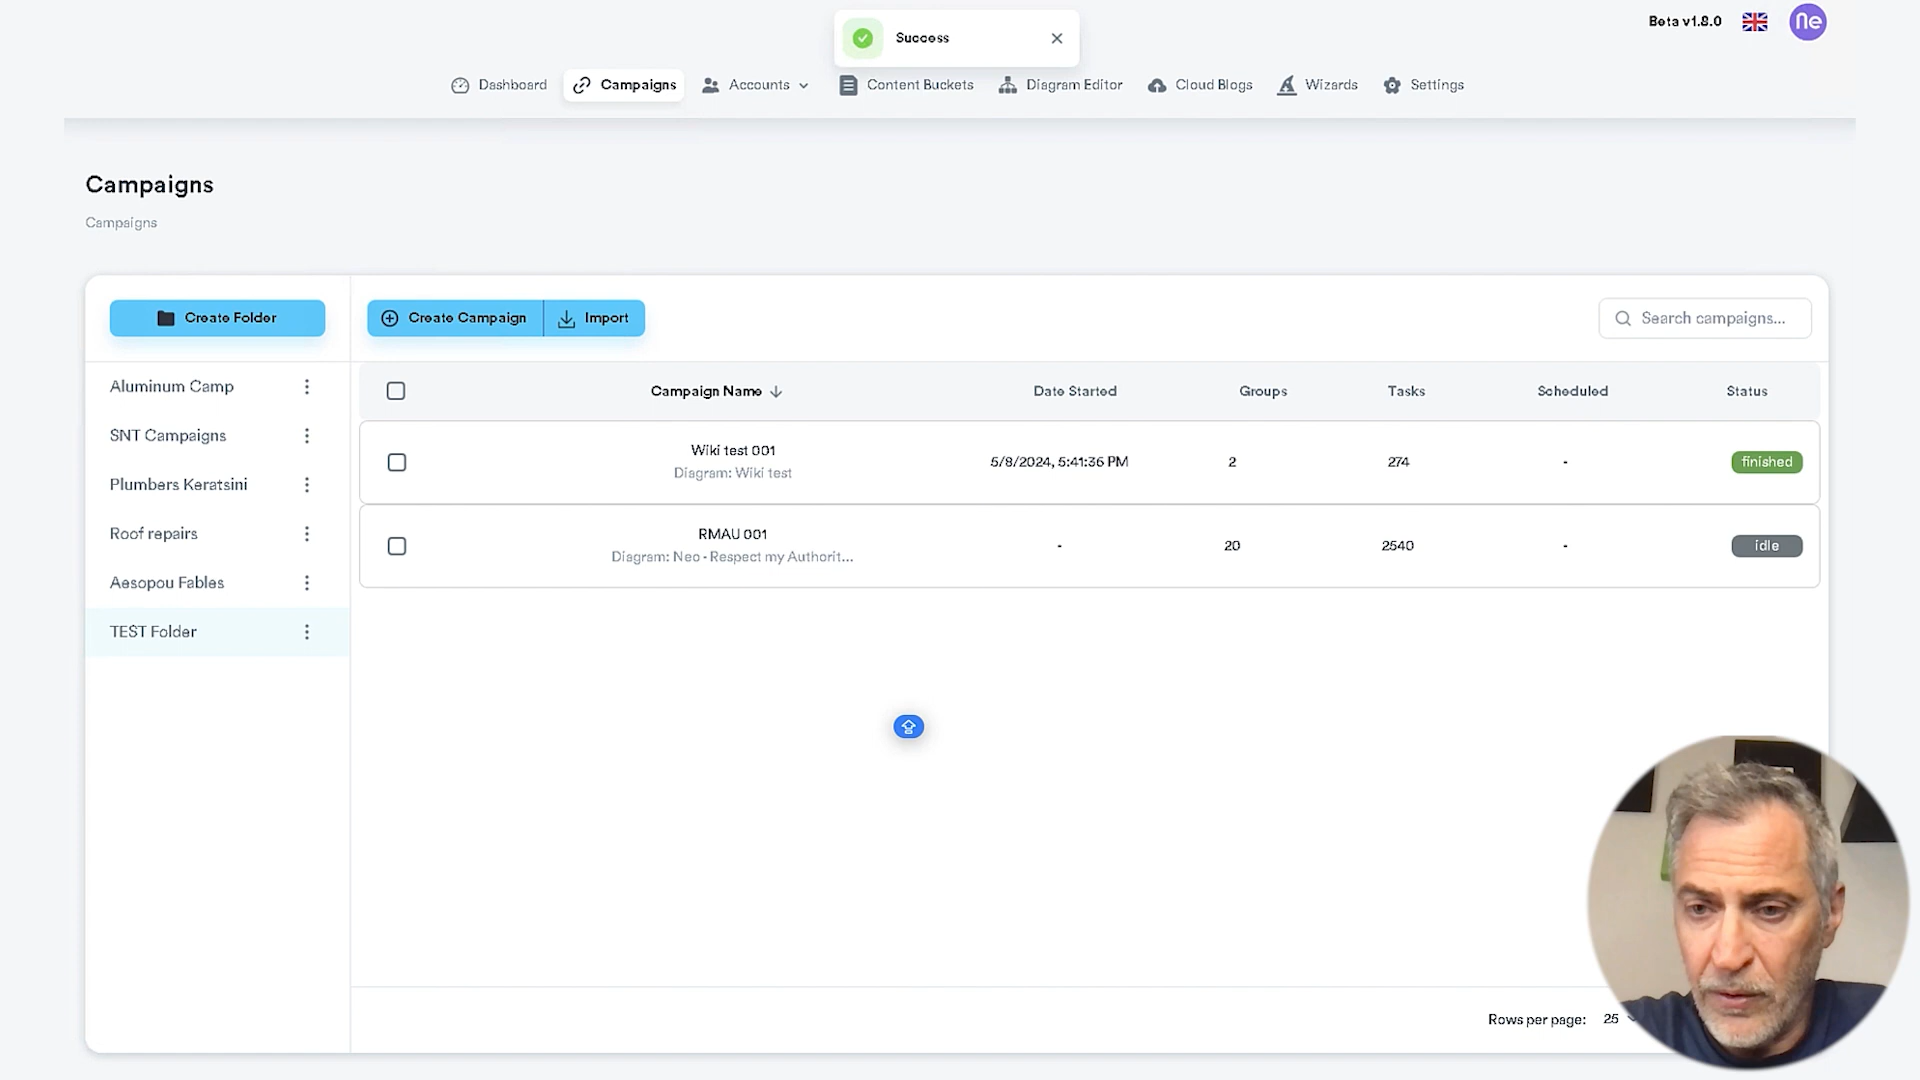 Success
Beta v1.8.0
Ne
Dashboard
Campaigns
Accounts
Content Buckets
Diagram Editor
Cloud Blogs
Wizards
Settings
Campaigns
Campaigns
Create Folder
Create Campaign
Import
Search campaigns...
Aluminum Camp
SNT Campaigns
Plumbers Keratsini
Roof repairs
Aesopou Fables
TEST Folder
Campaign Name Date Started Groups Tasks Scheduled Status
Wiki test 001
Diagram: Wiki test
5/8/2024, 5:41:36 PM 2 274 - finished
RMAU 001
Diagram: Neo - Respect my Authorit...
- 20 2540 - idle
Rows per page: 25